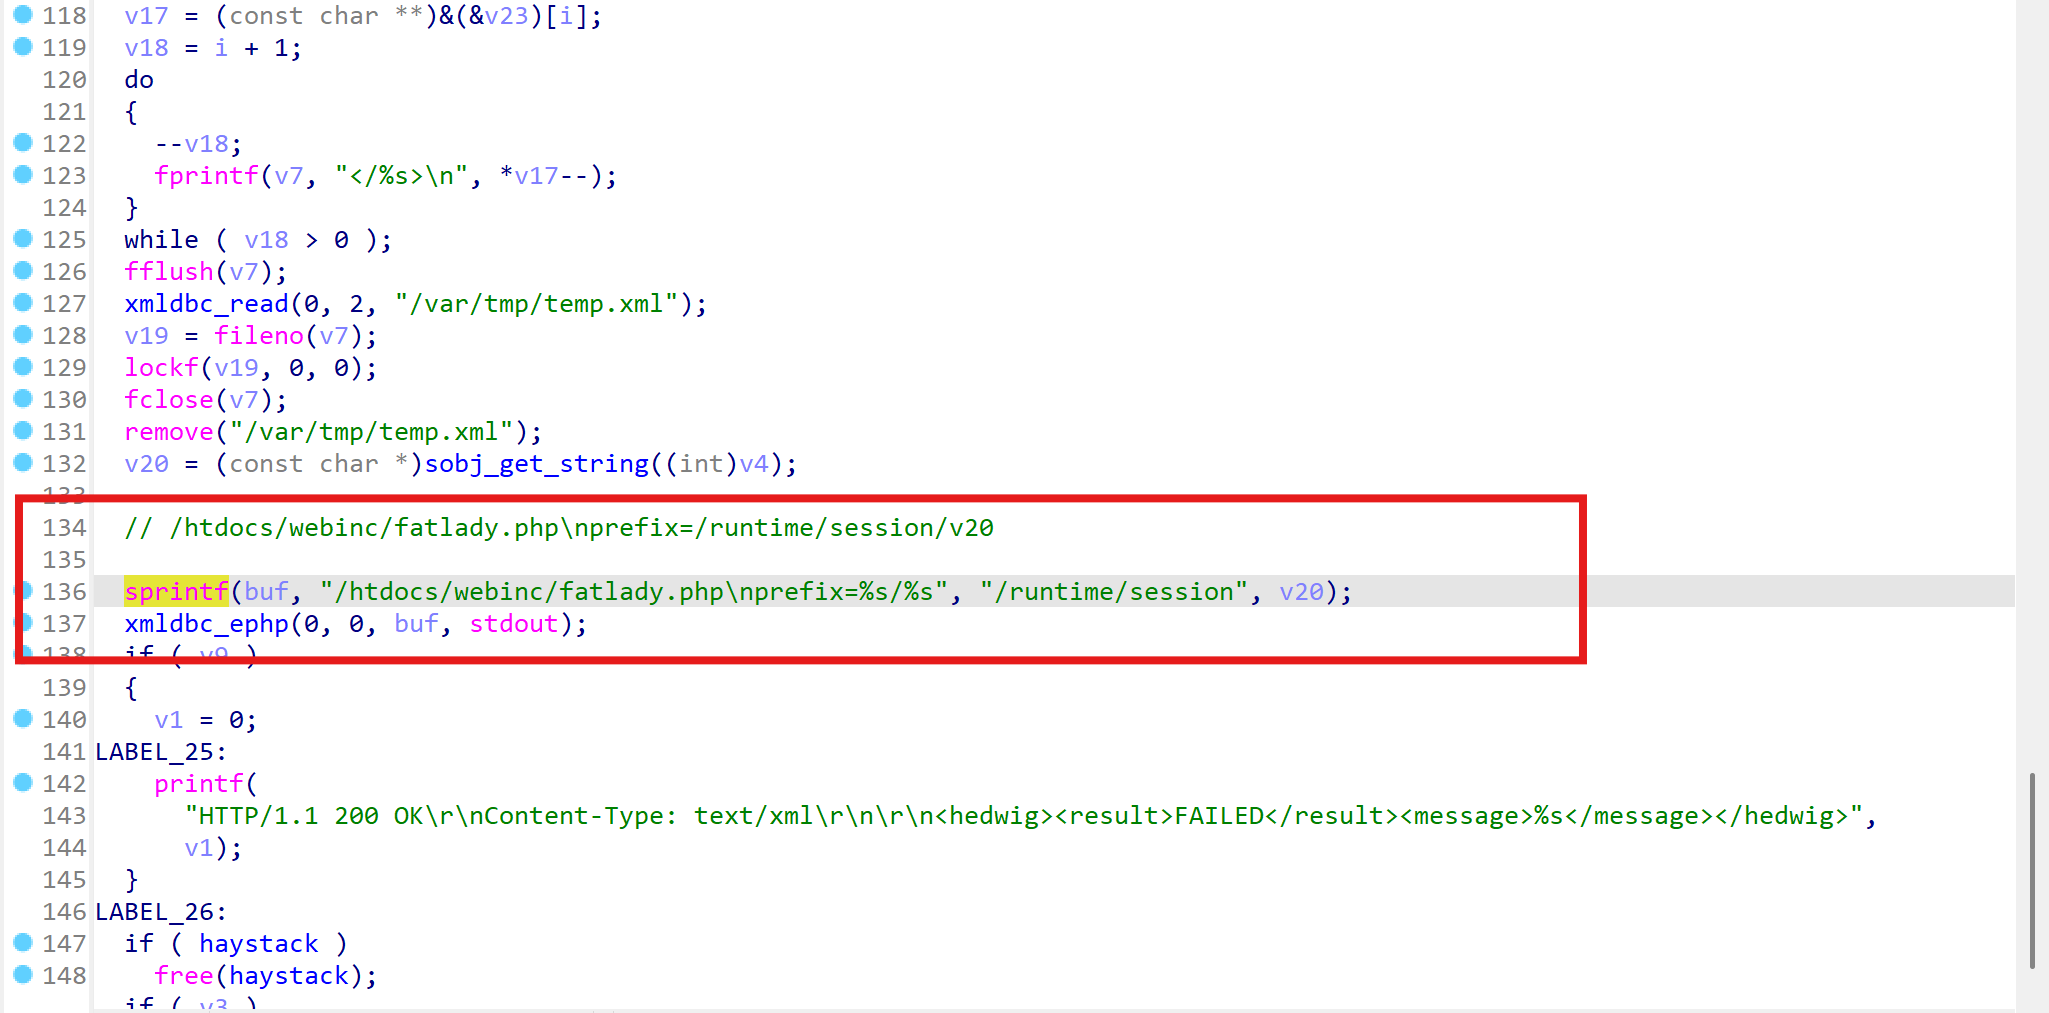 118 v17 = (const char **)&(&v23)[i];
119 v18 = i + 1;
120 do
121 {
122 --v18;
123 fprintf(v7, "</%s>\n", *v17--);
124 }
125 while ( v18 > 0 );
126 fflush(v7);
127 xmldbc_read(0, 2, "/var/tmp/temp.xml");
128 v19 = fileno(v7);
129 lockf(v19, 0, 0);
130 fclose(v7);
131 remove("/var/tmp/temp.xml");
132 v20 = (const char *)sobj_get_string((int)v4);
133
134 // /htdocs/webinc/fatlady.php\nprefix=/runtime/session/v20
135
136 sprintf(buf, "/htdocs/webinc/fatlady.php\nprefix=%s/%s", "/runtime/session", v20);
137 xmldbc_ephp(0, 0, buf, stdout);
138 if ( v9 )
139 {
140 v1 = 0;
141 LABEL_25:
142 printf(
143 "HTTP/1.1 200 OK\r\nContent-Type: text/xml\r\n\r\n<hedwig><result>FAILED</result><message>%s</message></hedwig>",
144 v1);
145 }
146 LABEL_26:
147 if ( haystack )
148 free(haystack);
if ( v3 )